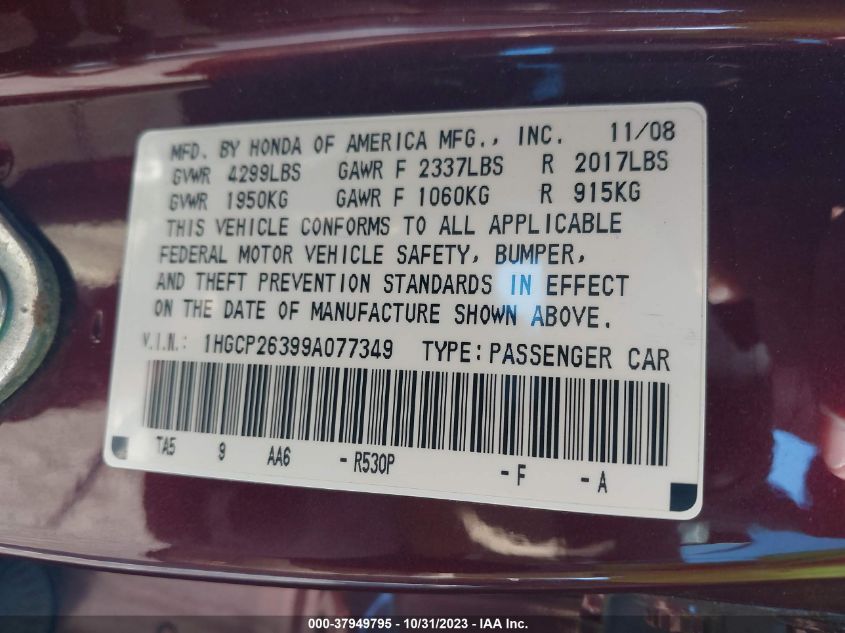 MFD. BY HONDA OF AMERICA MFG., INC. 11/08
GVWR 4299LBS GAWR F 2337LBS R 2017LBS
GVWR 1950KG GAWR F 1060KG R 915KG
THIS VEHICLE CONFORMS TO ALL APPLICABLE
FEDERAL MOTOR VEHICLE SAFETY, BUMPER,
AND THEFT PREVENTION STANDARDS IN EFFECT
ON THE DATE OF MANUFACTURE SHOWN ABOVE.
V.I.N.: 1HGCP26399A077349 TYPE: PASSENGER CAR
TA5 9 AA6 - R530P - F - A
000-37949795 - 10/31/2023 - IAA Inc.